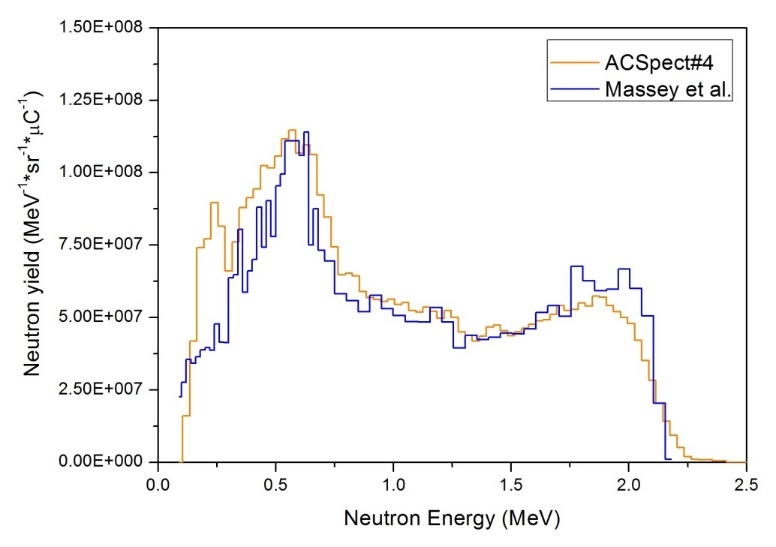 1.50E+008
1.25E+008
1.00E+008
7.50E+007
5.00E+007
2.50E+007
0.00E+000
Neutron yield (MeV⁻¹*sr⁻¹*μC⁻¹)
ACSpect#4
Massey et al.
0.0 0.5 1.0 1.5 2.0 2.5
Neutron Energy (MeV)